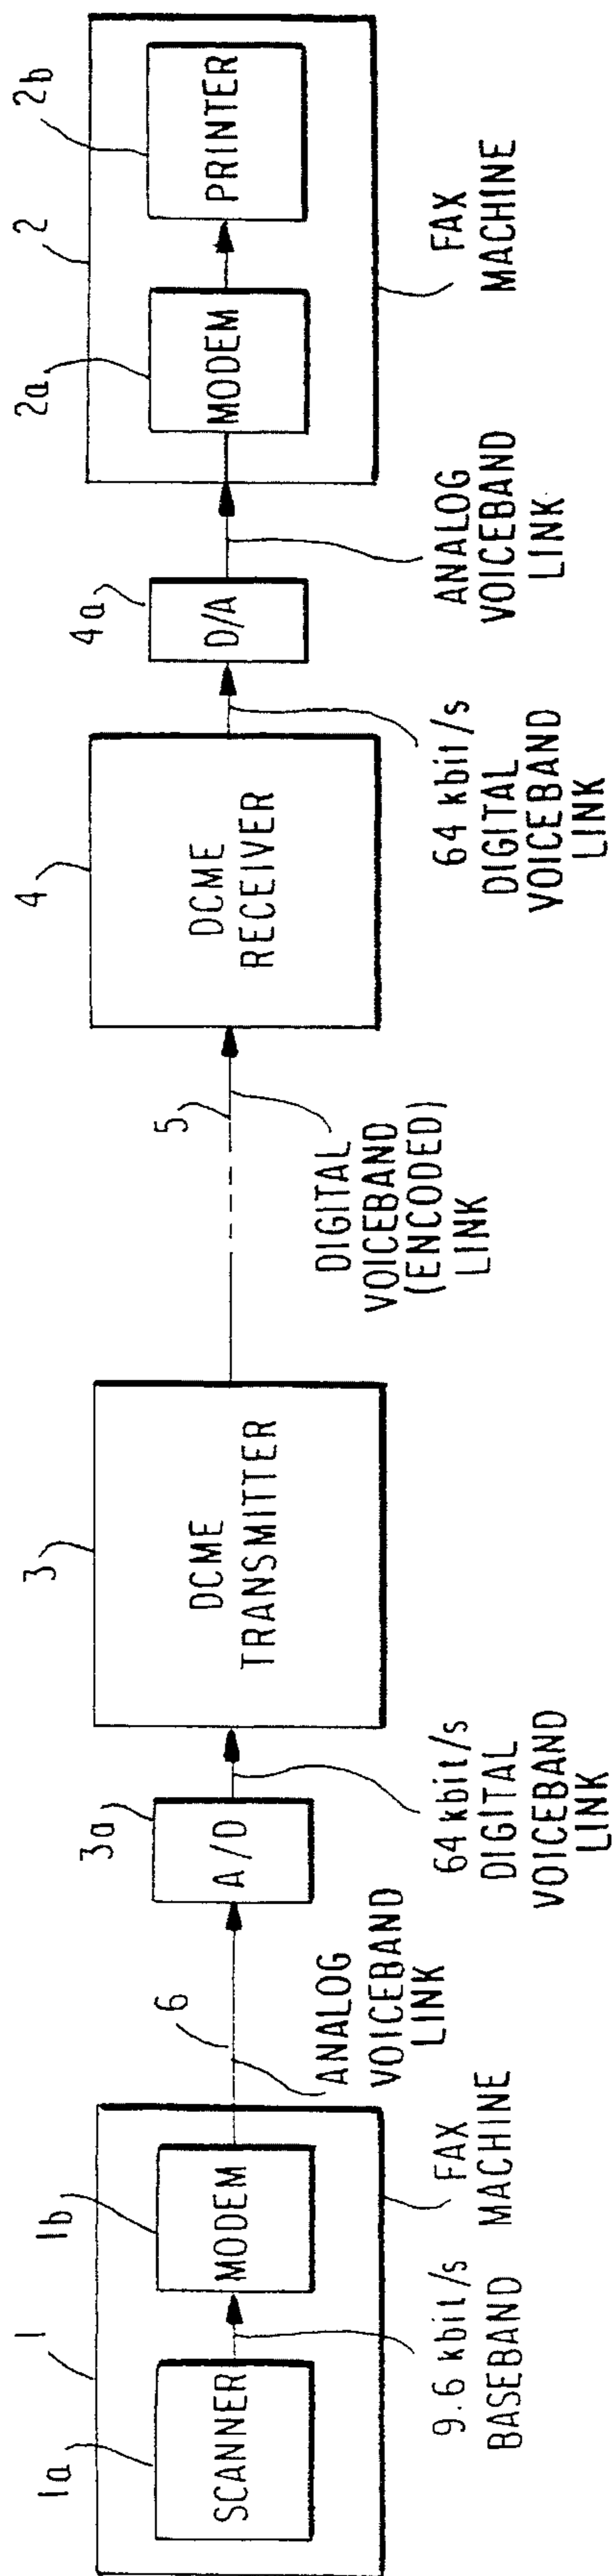 1
1a
SCANNER
9.6 kbit/s
BASEBAND
1b
MODEM
FAX
MACHINE
6
ANALOG
VOICEBAND
LINK
3a
A/D
64 kbit/s
DIGITAL
VOICEBAND
LINK
3
DCME
TRANSMITTER
5
DIGITAL
VOICEBAND
(ENCODED)
LINK
4
DCME
RECEIVER
64 kbit/s
DIGITAL
VOICEBAND
LINK
4a
D/A
ANALOG
VOICEBAND
LINK
2
2a
MODEM
2b
PRINTER
FAX
MACHINE